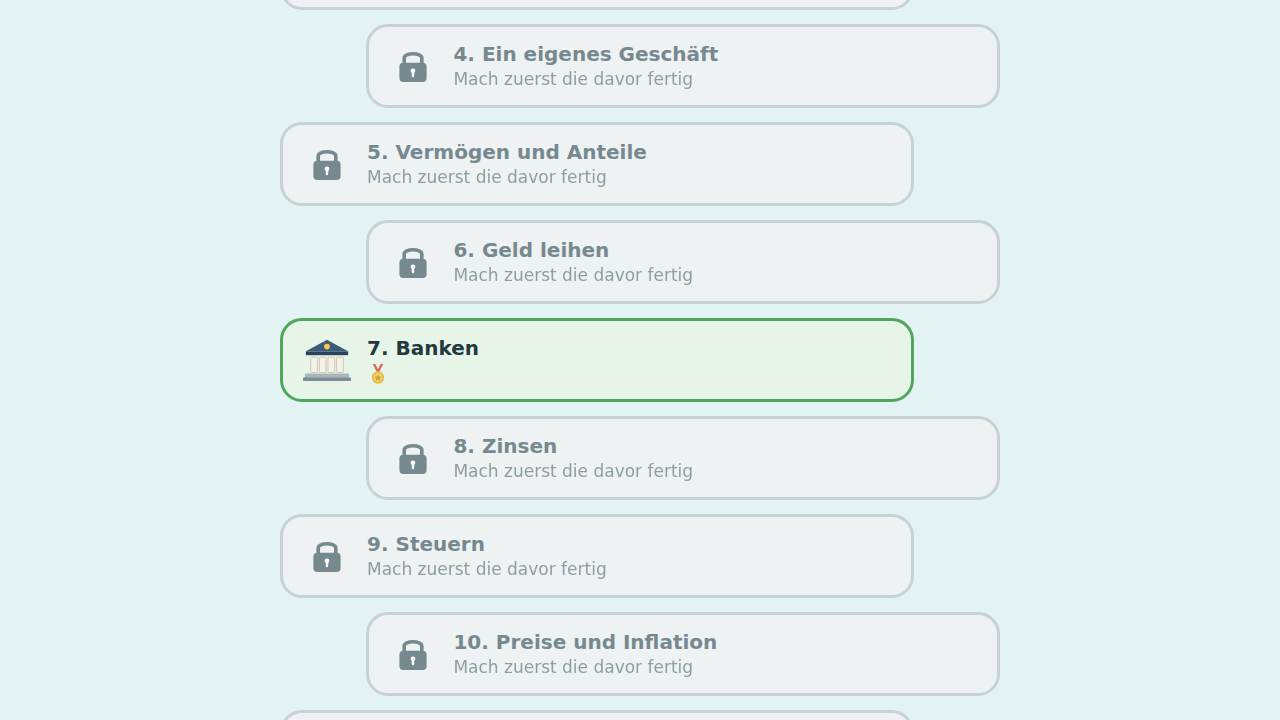 4. Ein eigenes Geschäft
Mach zuerst die davor fertig
5. Vermögen und Anteile
Mach zuerst die davor fertig
6. Geld leihen
Mach zuerst die davor fertig
7. Banken
8. Zinsen
Mach zuerst die davor fertig
9. Steuern
Mach zuerst die davor fertig
10. Preise und Inflation
Mach zuerst die davor fertig